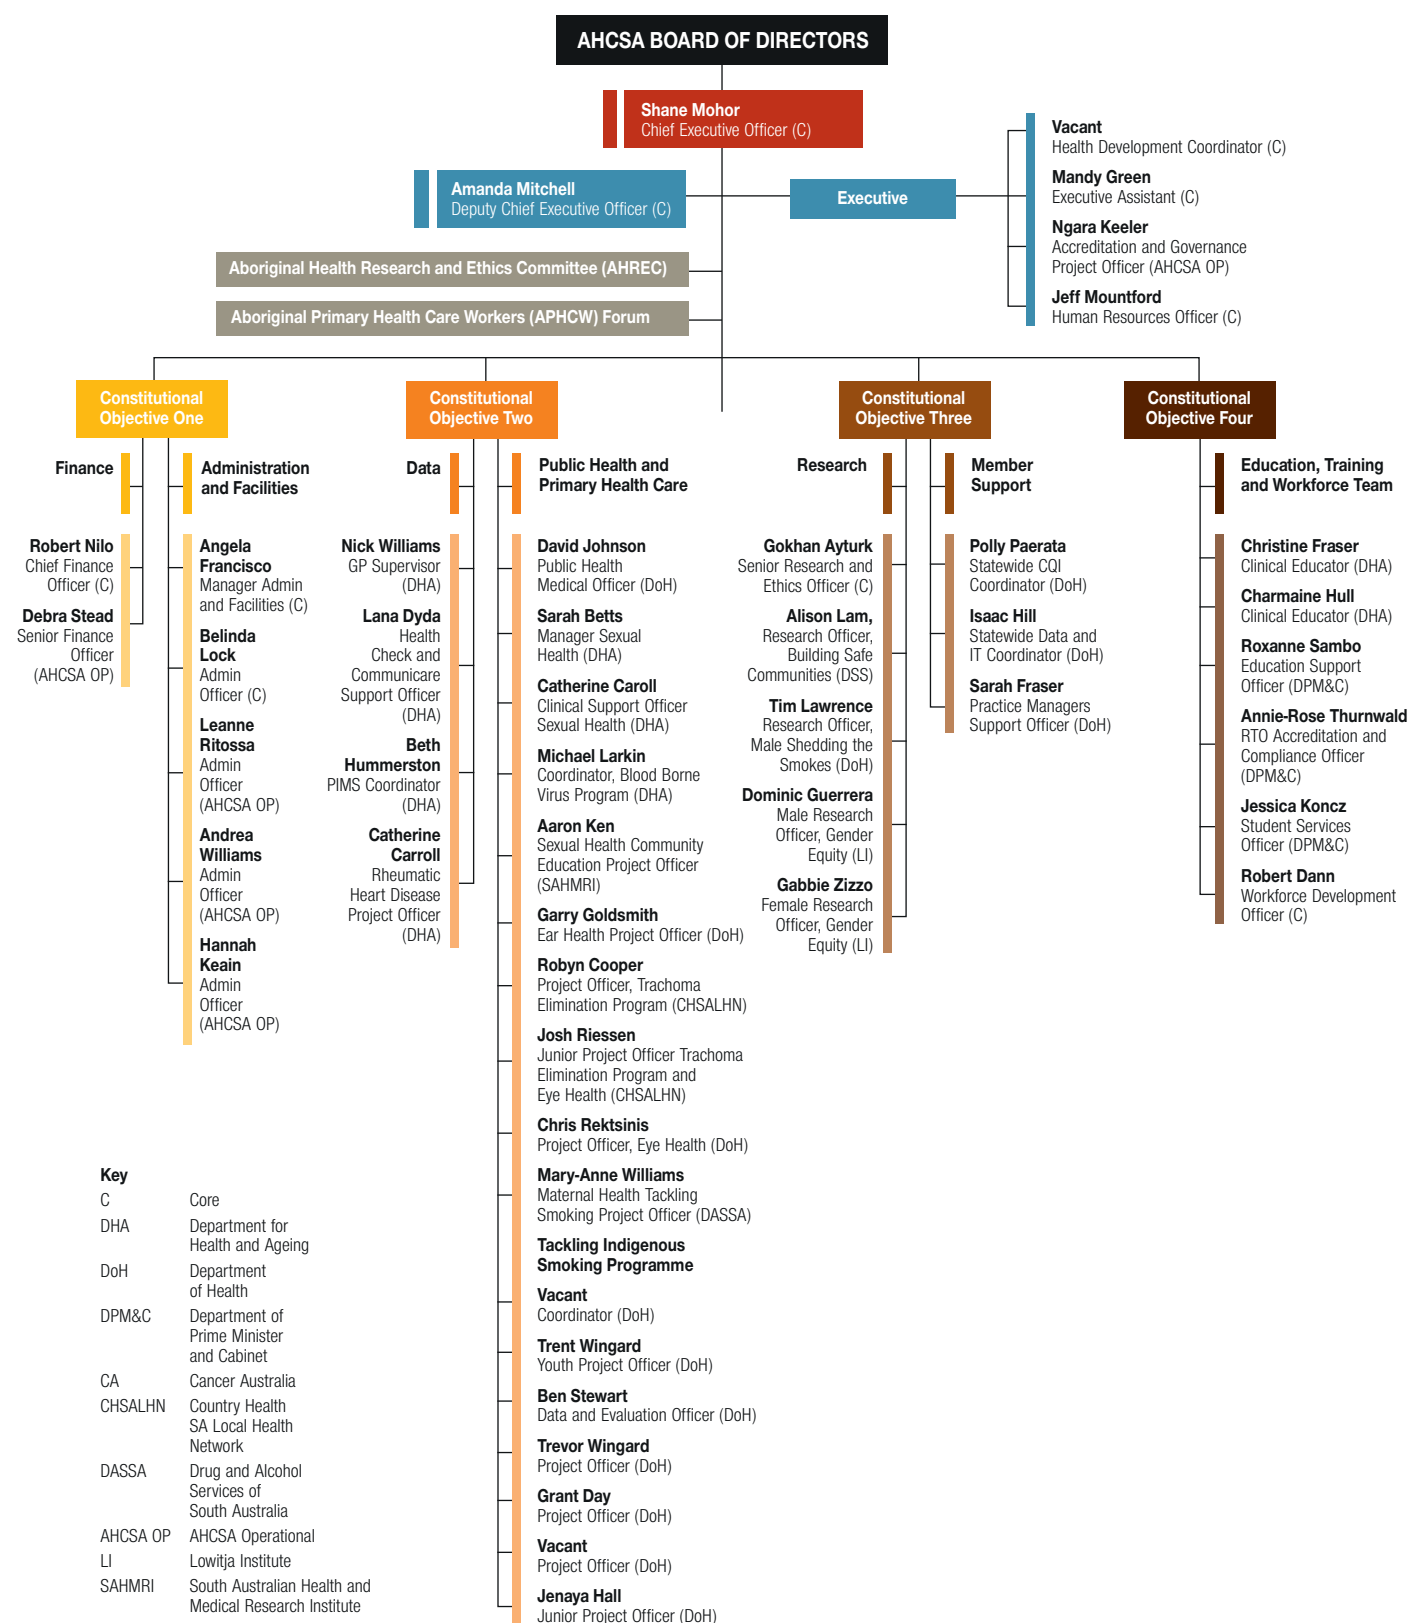 AHCSA BOARD OF DIRECTORS
Shane Mohor
Chief Executive Officer (C)
Amanda Mitchell
Deputy Chief Executive Officer (C)
Executive
Vacant
Health Development Coordinator (C)
Mandy Green
Executive Assistant (C)
Ngara Keeler
Accreditation and Governance
Project Officer (AHCSA OP)
Jeff Mountford
Human Resources Officer (C)
Aboriginal Health Research and Ethics Committee (AHREC)
Aboriginal Primary Health Care Workers (APHCW) Forum
Constitutional
Objective One
Finance
Robert Nilo
Chief Finance
Officer (C)
Debra Stead
Senior Finance
Officer
(AHCSA OP)
Administration
and Facilities
Angela
Francisco
Manager Admin
and Facilities (C)
Belinda
Lock
Admin
Officer (C)
Leanne
Ritossa
Admin
Officer
(AHCSA OP)
Andrea
Williams
Admin
Officer
(AHCSA OP)
Hannah
Keain
Admin
Officer
(AHCSA OP)
Constitutional
Objective Two
Data
Nick Williams
GP Supervisor
(DHA)
Lana Dyda
Health
Check and
Communicare
Support Officer
(DHA)
Beth
Hummerston
PIMS Coordinator
(DHA)
Catherine
Carroll
Rheumatic
Heart Disease
Project Officer
(DHA)
Public Health and
Primary Health Care
David Johnson
Public Health
Medical Officer (DoH)
Sarah Betts
Manager Sexual
Health (DHA)
Catherine Caroll
Clinical Support Officer
Sexual Health (DHA)
Michael Larkin
Coordinator, Blood Borne
Virus Program (DHA)
Aaron Ken
Sexual Health Community
Education Project Officer
(SAHMRI)
Garry Goldsmith
Ear Health Project Officer (DoH)
Robyn Cooper
Project Officer, Trachoma
Elimination Program (CHSALHN)
Josh Riessen
Junior Project Officer Trachoma
Elimination Program and
Eye Health (CHSALHN)
Chris Rektsinis
Project Officer, Eye Health (DoH)
Mary-Anne Williams
Maternal Health Tackling
Smoking Project Officer (DASSA)
Tackling Indigenous
Smoking Programme
Vacant
Coordinator (DoH)
Trent Wingard
Youth Project Officer (DoH)
Ben Stewart
Data and Evaluation Officer (DoH)
Trevor Wingard
Project Officer (DoH)
Grant Day
Project Officer (DoH)
Vacant
Project Officer (DoH)
Jenaya Hall
Junior Project Officer (DoH)
Constitutional
Objective Three
Research
Gokhan Ayturk
Senior Research and
Ethics Officer (C)
Alison Lam,
Research Officer,
Building Safe
Communities (DSS)
Tim Lawrence
Research Officer,
Male Shedding the
Smokes (DoH)
Dominic Guerrera
Male Research
Officer, Gender
Equity (LI)
Gabbie Zizzo
Female Research
Officer, Gender
Equity (LI)
Member
Support
Polly Paerata
Statewide CQI
Coordinator (DoH)
Isaac Hill
Statewide Data and
IT Coordinator (DoH)
Sarah Fraser
Practice Managers
Support Officer (DoH)
Constitutional
Objective Four
Education, Training
and Workforce Team
Christine Fraser
Clinical Educator (DHA)
Charmaine Hull
Clinical Educator (DHA)
Roxanne Sambo
Education Support
Officer (DPM&C)
Annie-Rose Thurnwald
RTO Accreditation and
Compliance Officer
(DPM&C)
Jessica Koncz
Student Services
Officer (DPM&C)
Robert Dann
Workforce Development
Officer (C)
Key
C Core
DHA Department for
Health and Ageing
DoH Department
of Health
DPM&C Department of
Prime Minister
and Cabinet
CA Cancer Australia
CHSALHN Country Health
SA Local Health
Network
DASSA Drug and Alcohol
Services of
South Australia
AHCSA OP AHCSA Operational
LI Lowitja Institute
SAHMRI South Australian Health and
Medical Research Institute